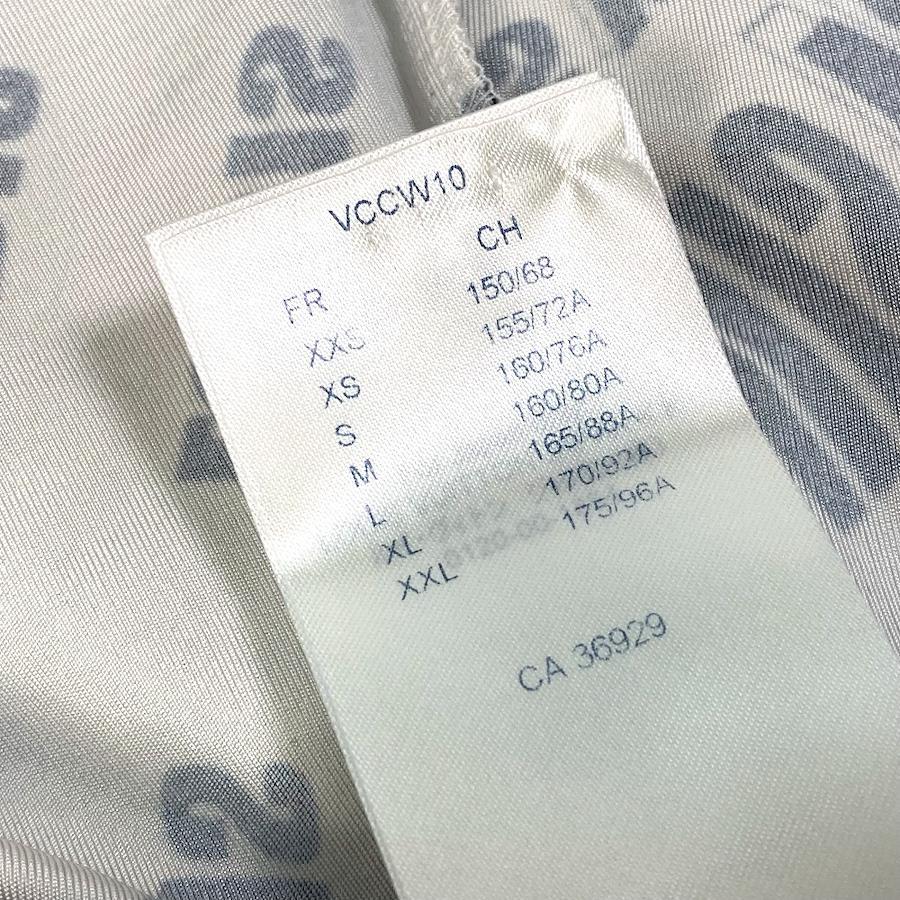 VCCW10
FR CH
XXS 150/68
XS 155/72A
S 160/76A
M 160/80A
L 165/88A
XL 170/92A
XXL 175/96A
CA 36929